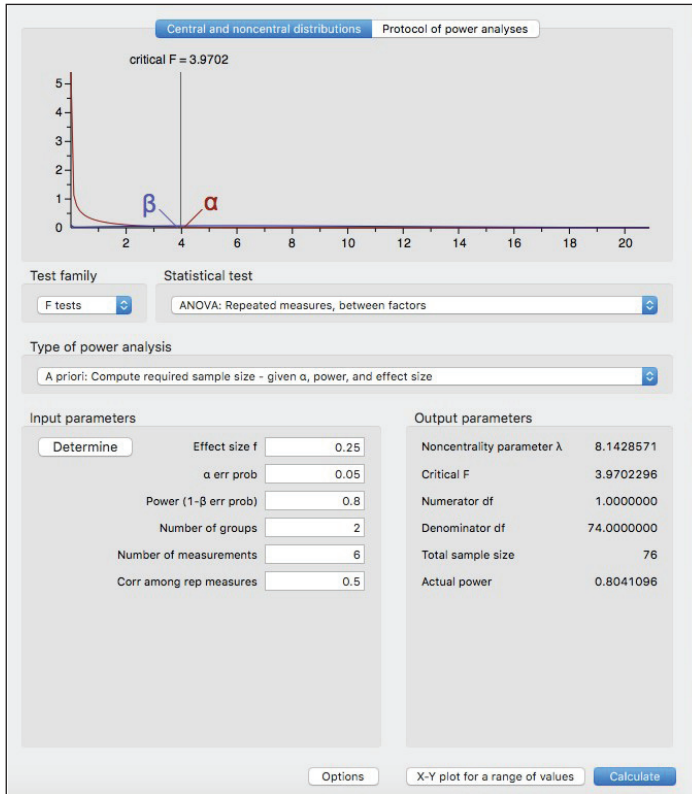 Central and noncentral distributions Protocol of power analyses
critical F = 3.9702
5
4
3
2
1
0
β α
2 4 6 8 10 12 14 16 18 20
Test family Statistical test
F tests ANOVA: Repeated measures, between factors
Type of power analysis
A priori: Compute required sample size - given α, power, and effect size
Input parameters Output parameters
Determine Effect size f 0.25 Noncentrality parameter λ 8.1428571
α err prob 0.05 Critical F 3.9702296
Power (1-β err prob) 0.8 Numerator df 1.0000000
Number of groups 2 Denominator df 74.0000000
Number of measurements 6 Total sample size 76
Corr among rep measures 0.5 Actual power 0.8041096
Options X-Y plot for a range of values Calculate